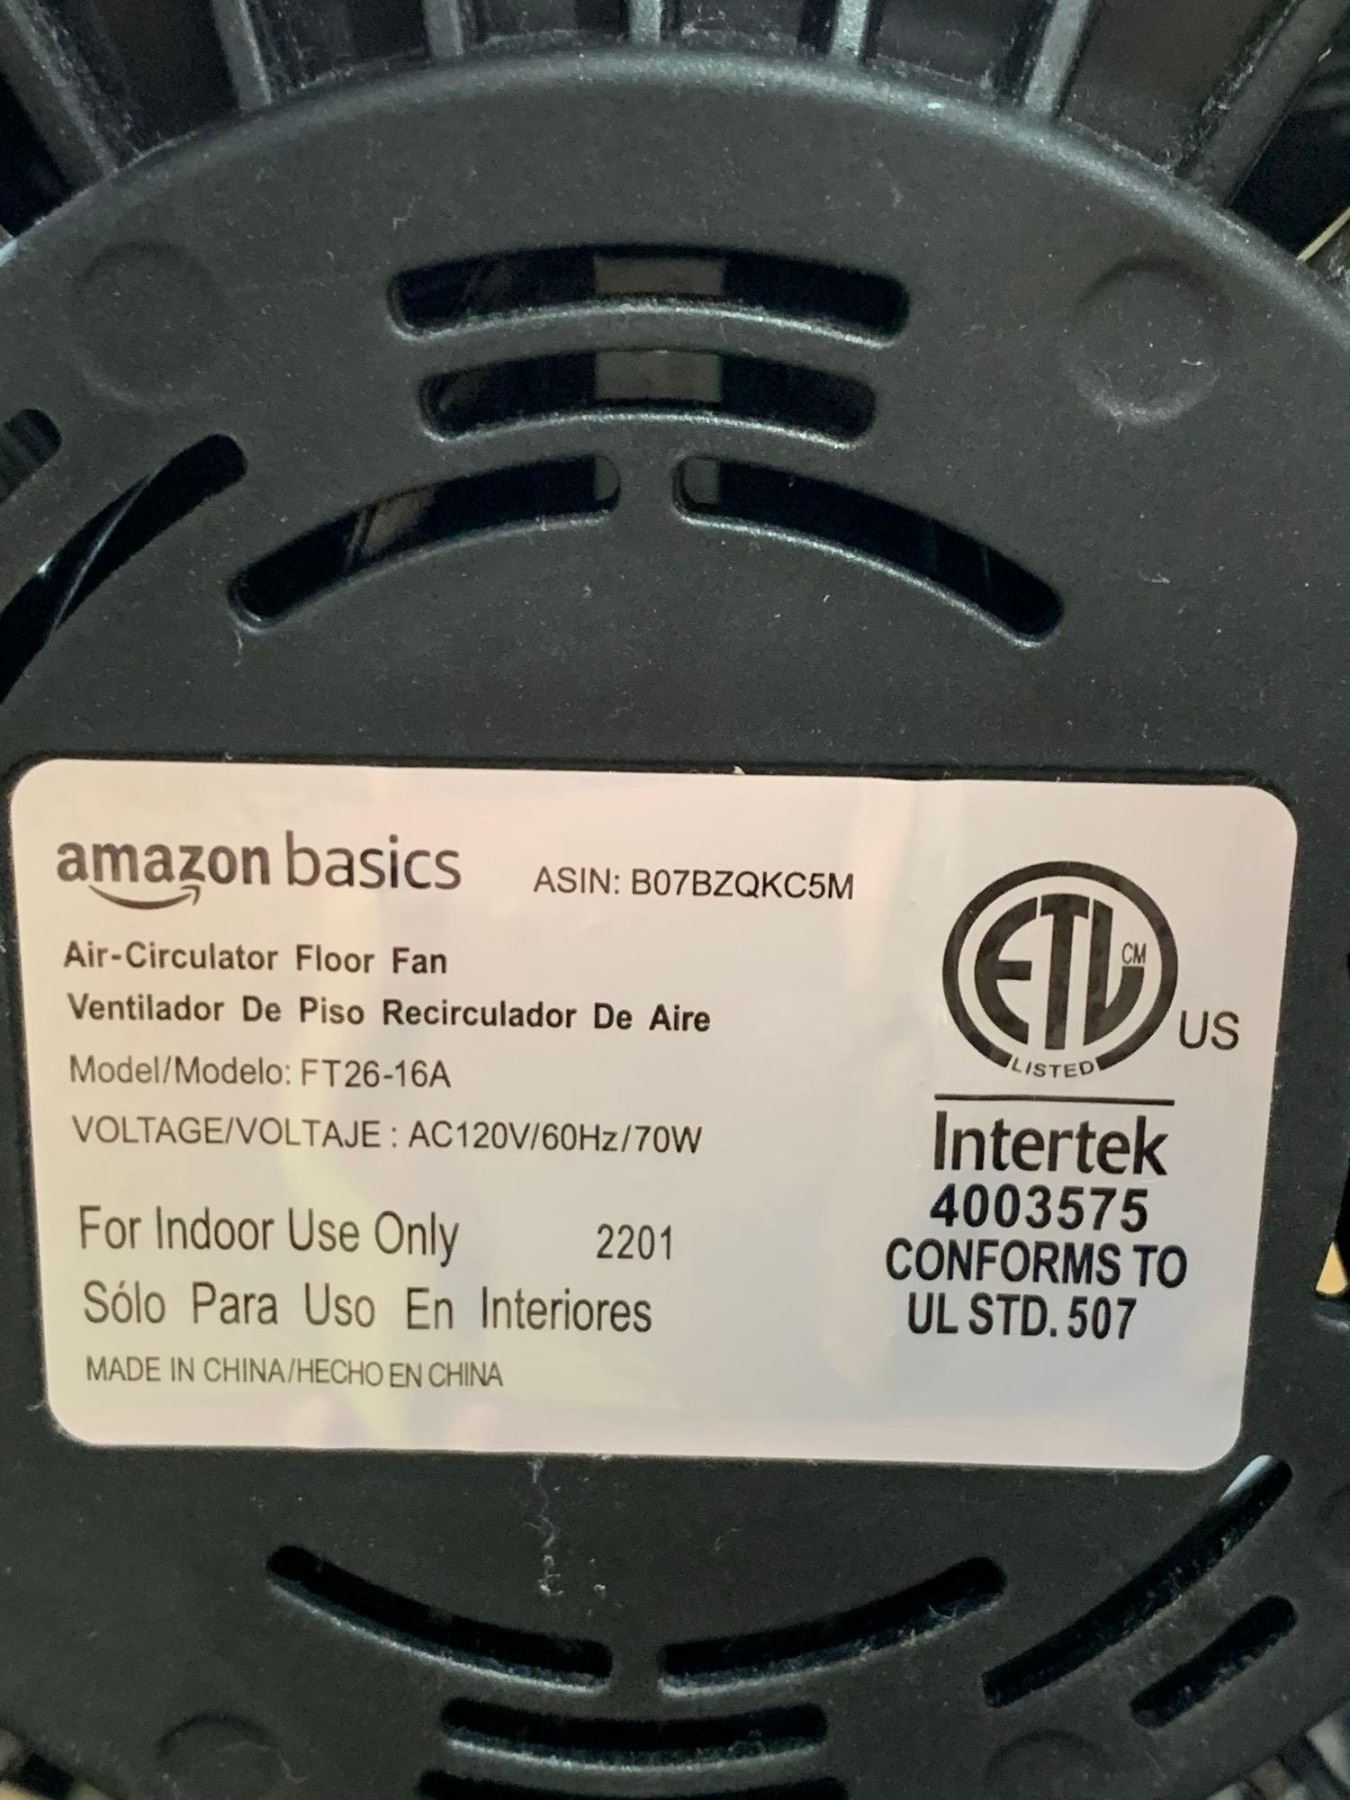 amazon basics ASIN: B07BZQKC5M
Air-Circulator Floor Fan
Ventilador De Piso Recirculador De Aire
Model/Modelo: FT26-16A
VOLTAGE/VOLTAJE : AC120V/60Hz/70W
For Indoor Use Only 2201
Sólo Para Uso En Interiores
MADE IN CHINA/HECHO EN CHINA
ETL CM
LISTED
US
Intertek
4003575
CONFORMS TO
UL STD. 507